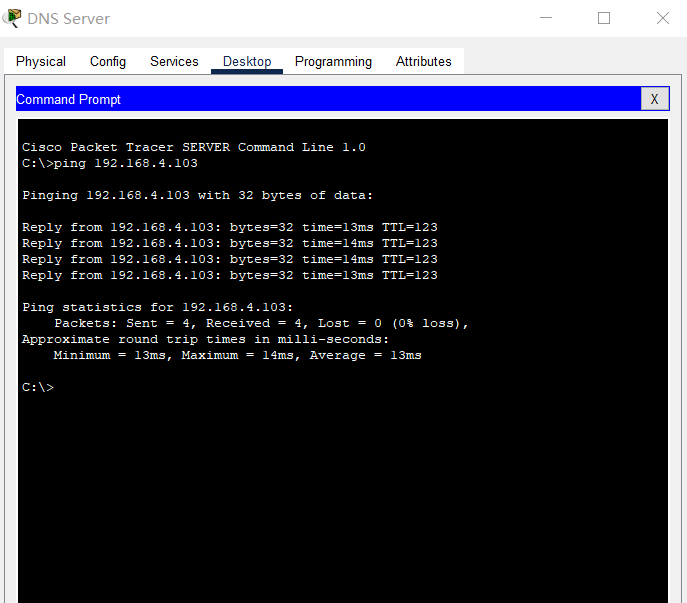 DNS Server
Physical Config Services Desktop Programming Attributes
Command Prompt X
Cisco Packet Tracer SERVER Command Line 1.0
C:\>ping 192.168.4.103
Pinging 192.168.4.103 with 32 bytes of data:
Reply from 192.168.4.103: bytes=32 time=13ms TTL=123
Reply from 192.168.4.103: bytes=32 time=14ms TTL=123
Reply from 192.168.4.103: bytes=32 time=14ms TTL=123
Reply from 192.168.4.103: bytes=32 time=13ms TTL=123
Ping statistics for 192.168.4.103:
    Packets: Sent = 4, Received = 4, Lost = 0 (0% loss),
Approximate round trip times in milli-seconds:
    Minimum = 13ms, Maximum = 14ms, Average = 13ms
C:\>